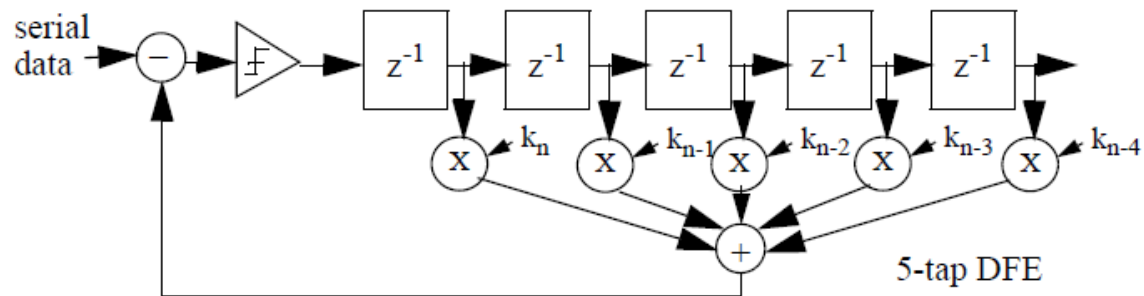 serial
data
−
z⁻¹ z⁻¹ z⁻¹ z⁻¹ z⁻¹
kₙ kₙ₋₁ kₙ₋₂ kₙ₋₃ kₙ₋₄
X X X X X
+
5-tap DFE